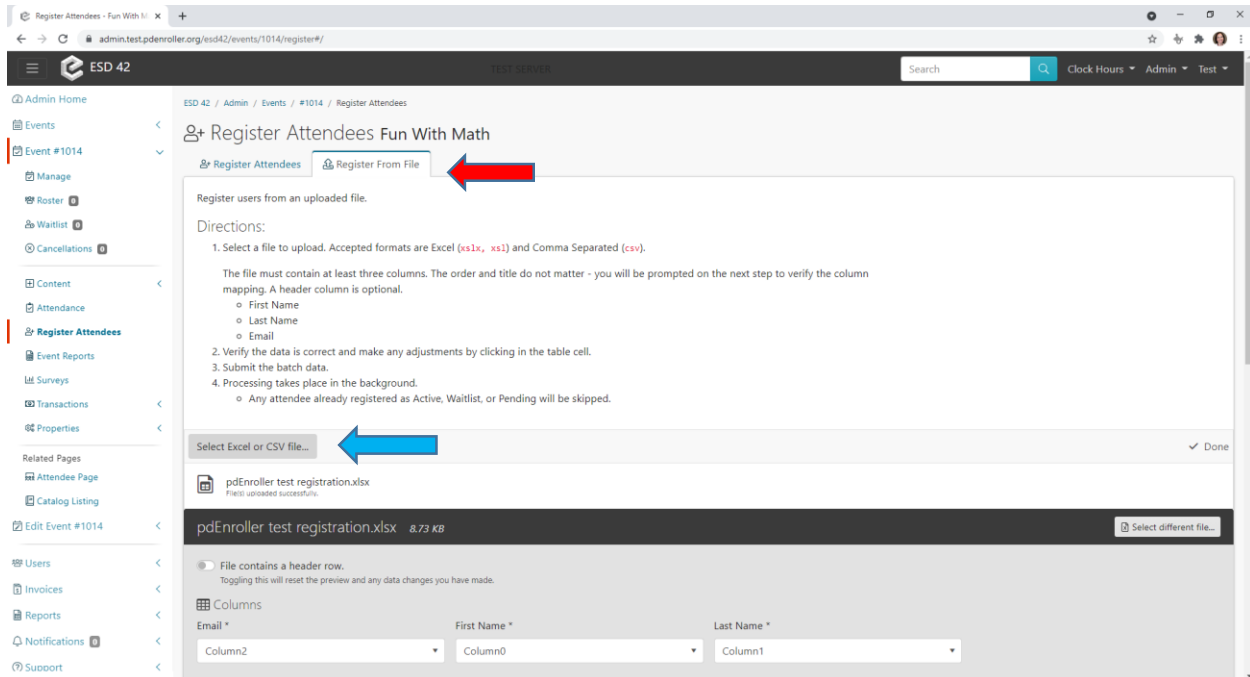 Register Attendees - Fun With M
admin.test.pdenroller.org/esd42/events/1014/register#/
ESD 42
TEST SERVER
Search
Clock Hours
Admin
Test
Admin Home
Events
Event #1014
Manage
Roster 0
Waitlist 0
Cancellations 0
Content
Attendance
Register Attendees
Event Reports
Surveys
Transactions
Properties
Related Pages
Attendee Page
Catalog Listing
Edit Event #1014
Users
Invoices
Reports
Notifications 0
Support
ESD 42 / Admin / Events / #1014 / Register Attendees
Register Attendees Fun With Math
Register Attendees
Register From File
Register users from an uploaded file.
Directions:
1. Select a file to upload. Accepted formats are Excel (xslx, xsl) and Comma Separated (csv).
The file must contain at least three columns. The order and title do not matter - you will be prompted on the next step to verify the column
mapping. A header column is optional.
First Name
Last Name
Email
2. Verify the data is correct and make any adjustments by clicking in the table cell.
3. Submit the batch data.
4. Processing takes place in the background.
Any attendee already registered as Active, Waitlist, or Pending will be skipped.
Select Excel or CSV file...
Done
pdEnroller test registration.xlsx
File(s) uploaded successfully.
pdEnroller test registration.xlsx 8.73 KB
Select different file...
File contains a header row.
Toggling this will reset the preview and any data changes you have made.
Columns
Email *
First Name *
Last Name *
Column2
Column0
Column1